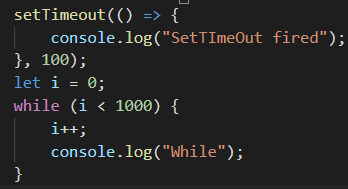 setTimeout(() => {
    console.log("SetTImeOut fired");
}, 100);
let i = 0;
while (i < 1000) {
    i++;
    console.log("While");
}